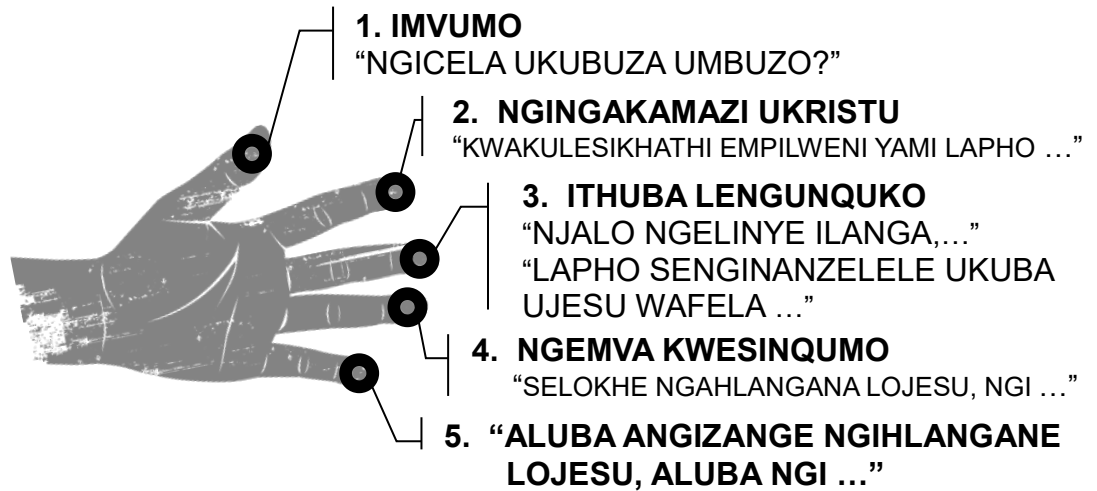 1. IMVUMO
“NGICELA UKUBUZA UMBUZO?”
2. NGINGAKAMAZI UKRISTU
“KWAKULESIKHATHI EMPILWENI YAMI LAPHO …”
3. ITHUBA LENGUNQUKO
“NJALO NGELINYE ILANGA,…”
“LAPHO SENGINANZELELE UKUBA
UJESU WAFELA …”
4. NGEMVA KWESINQUMO
“SELOKHE NGAHLANGANA LOJESU, NGI …”
5. “ALUBA ANGIZANGE NGIHLANGANE
LOJESU, ALUBA NGI …”